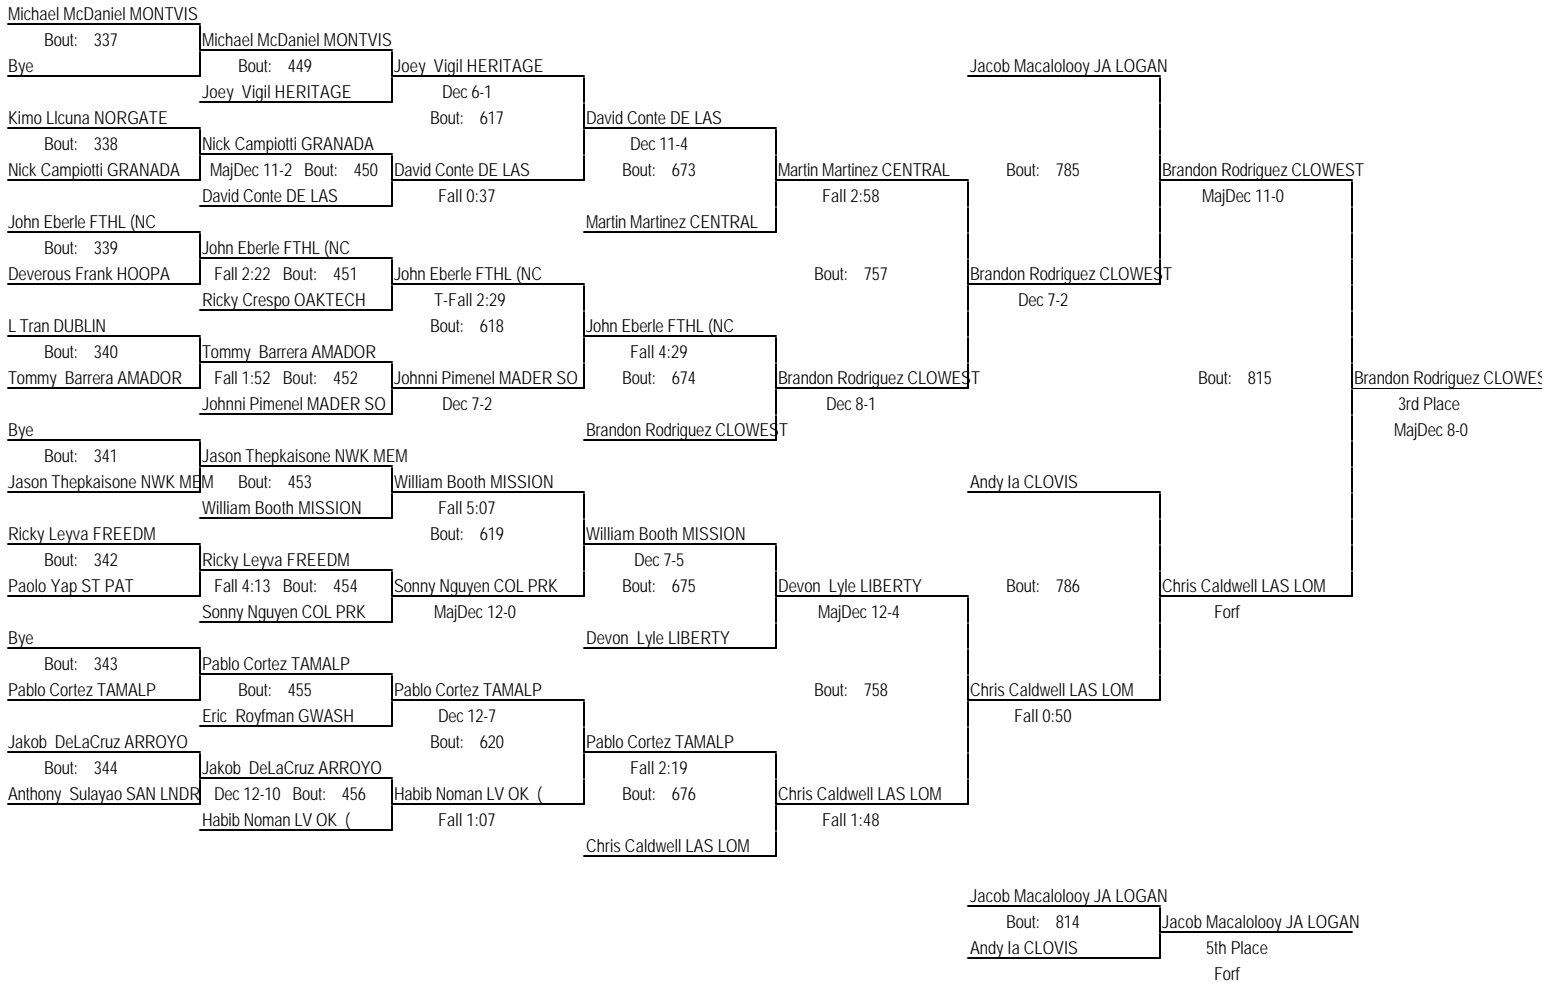 Michael McDaniel MONTVIS
Bout: 337 Michael McDaniel MONTVIS
Bye Bout: 449 Joey Vigil HERITAGE Jacob Macalolooy JA LOGAN
Joey Vigil HERITAGE Dec 6-1
Kimo Llcuna NORGATE Bout: 617 David Conte DE LAS
Bout: 338 Nick Campiotti GRANADA Dec 11-4
Nick Campiotti GRANADA MajDec 11-2 Bout: 450 David Conte DE LAS Bout: 673 Martin Martinez CENTRAL Bout: 785 Brandon Rodriguez CLOWEST
David Conte DE LAS Fall 0:37 Fall 2:58 MajDec 11-0
John Eberle FTHL (NC Martin Martinez CENTRAL
Bout: 339 John Eberle FTHL (NC
Deverous Frank HOOPA Fall 2:22 Bout: 451 John Eberle FTHL (NC Bout: 757 Brandon Rodriguez CLOWEST
Ricky Crespo OAKTECH T-Fall 2:29 Dec 7-2
L Tran DUBLIN Bout: 618 John Eberle FTHL (NC
Bout: 340 Tommy Barrera AMADOR Fall 4:29
Tommy Barrera AMADOR Fall 1:52 Bout: 452 Johnni Pimenel MADER SO Bout: 674 Brandon Rodriguez CLOWEST Bout: 815 Brandon Rodriguez CLOWES
Johnni Pimenel MADER SO Dec 7-2 Dec 8-1 3rd Place
Bye Brandon Rodriguez CLOWEST MajDec 8-0
Bout: 341 Jason Thepkaisone NWK MEM
Jason Thepkaisone NWK MEM Bout: 453 William Booth MISSION Andy Ia CLOVIS
William Booth MISSION Fall 5:07
Ricky Leyva FREEDM Bout: 619 William Booth MISSION
Bout: 342 Ricky Leyva FREEDM Dec 7-5
Paolo Yap ST PAT Fall 4:13 Bout: 454 Sonny Nguyen COL PRK Bout: 675 Devon Lyle LIBERTY Bout: 786 Chris Caldwell LAS LOM
Sonny Nguyen COL PRK MajDec 12-0 MajDec 12-4 Forf
Bye Devon Lyle LIBERTY
Bout: 343 Pablo Cortez TAMALP
Pablo Cortez TAMALP Bout: 455 Pablo Cortez TAMALP Bout: 758 Chris Caldwell LAS LOM
Eric Royfman GWASH Dec 12-7 Fall 0:50
Jakob DeLaCruz ARROYO Bout: 620 Pablo Cortez TAMALP
Bout: 344 Jakob DeLaCruz ARROYO Fall 2:19
Anthony Sulayao SAN LNDR Dec 12-10 Bout: 456 Habib Noman LV OK ( Bout: 676 Chris Caldwell LAS LOM
Habib Noman LV OK ( Fall 1:07 Fall 1:48
Chris Caldwell LAS LOM
Jacob Macalolooy JA LOGAN
Bout: 814 Jacob Macalolooy JA LOGAN
Andy Ia CLOVIS 5th Place
Forf